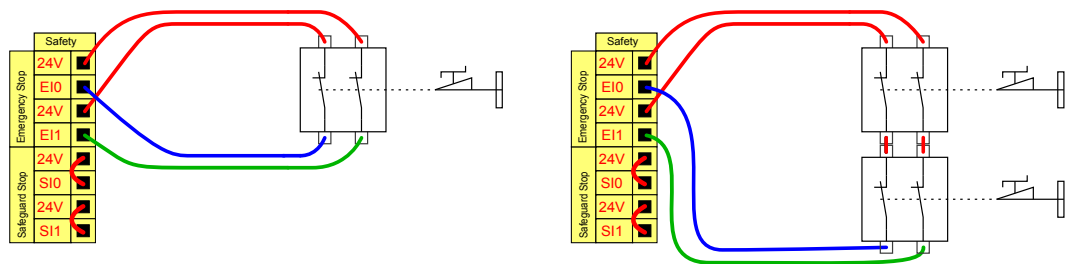 Safety
Emergency Stop
24V
EI0
24V
EI1
Safeguard Stop
24V
SI0
24V
SI1
Safety
Emergency Stop
24V
EI0
24V
EI1
Safeguard Stop
24V
SI0
24V
SI1